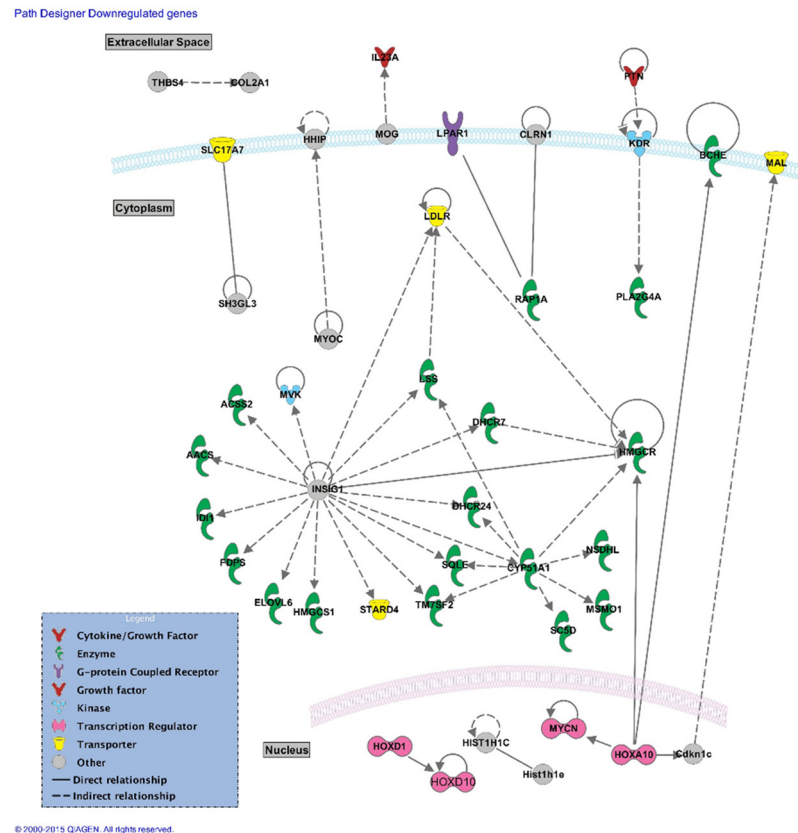 Path Designer Downregulated genes
Extracellular Space
IL23A
PTN
THBS4
COL2A1
HHIP
MOG
LPAR1
CLRN1
KDR
BCHE
SLC17A7
MAL
Cytoplasm
LDLR
SH3GL3
RAP1A
PLA2G4A
MYOC
LSS
MVK
ACSS2
DHCR7
AACS
HMGCR
INSIG1
DHCR24
IDI1
NSDHL
FDPS
SQLE
CYP51A1
ELOVL6
HMGCS1
STARD4
TM7SF2
MSMO1
SC5D
Legend
Cytokine/Growth Factor
Enzyme
G-protein Coupled Receptor
Growth factor
Kinase
Transcription Regulator
Transporter
Other
Direct relationship
Indirect relationship
Nucleus
HOXD1
HIST1H1C
MYCN
HOXA10
Cdkn1c
HOXD10
Hist1h1e
© 2000-2015 QIAGEN. All rights reserved.